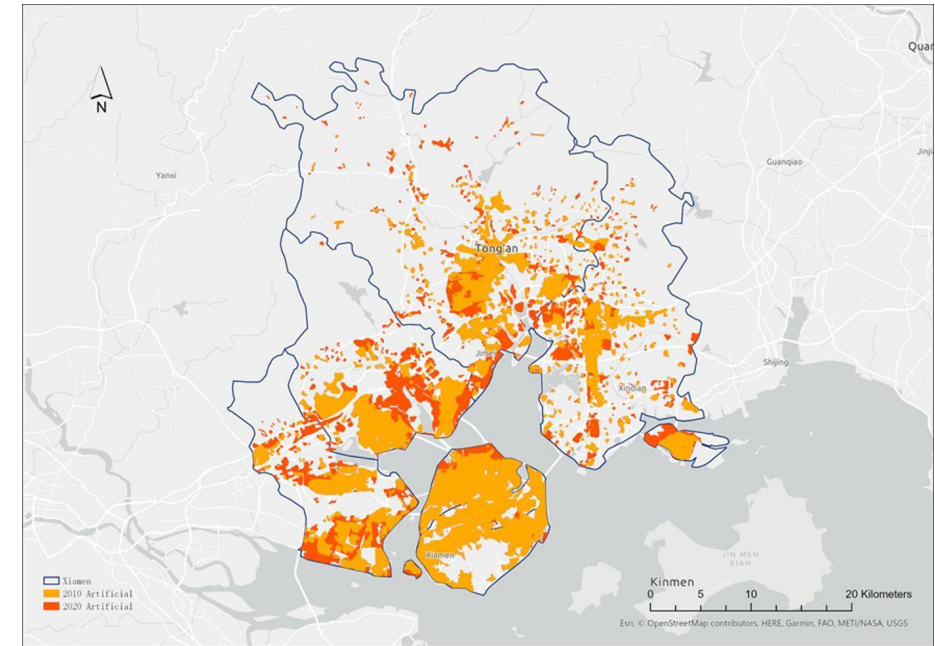 Quan
N
Guanqiao
Jinji
Yanxi
Tong'an
Jimei
Shijing
Xindian
Xiamen
JIN MEN
XIAN
Xiamen
2010 Artificial
2020 Artificial
Kinmen
0 5 10 20 Kilometers
Esri, © OpenStreetMap contributors, HERE, Garmin, FAO, METI/NASA, USGS